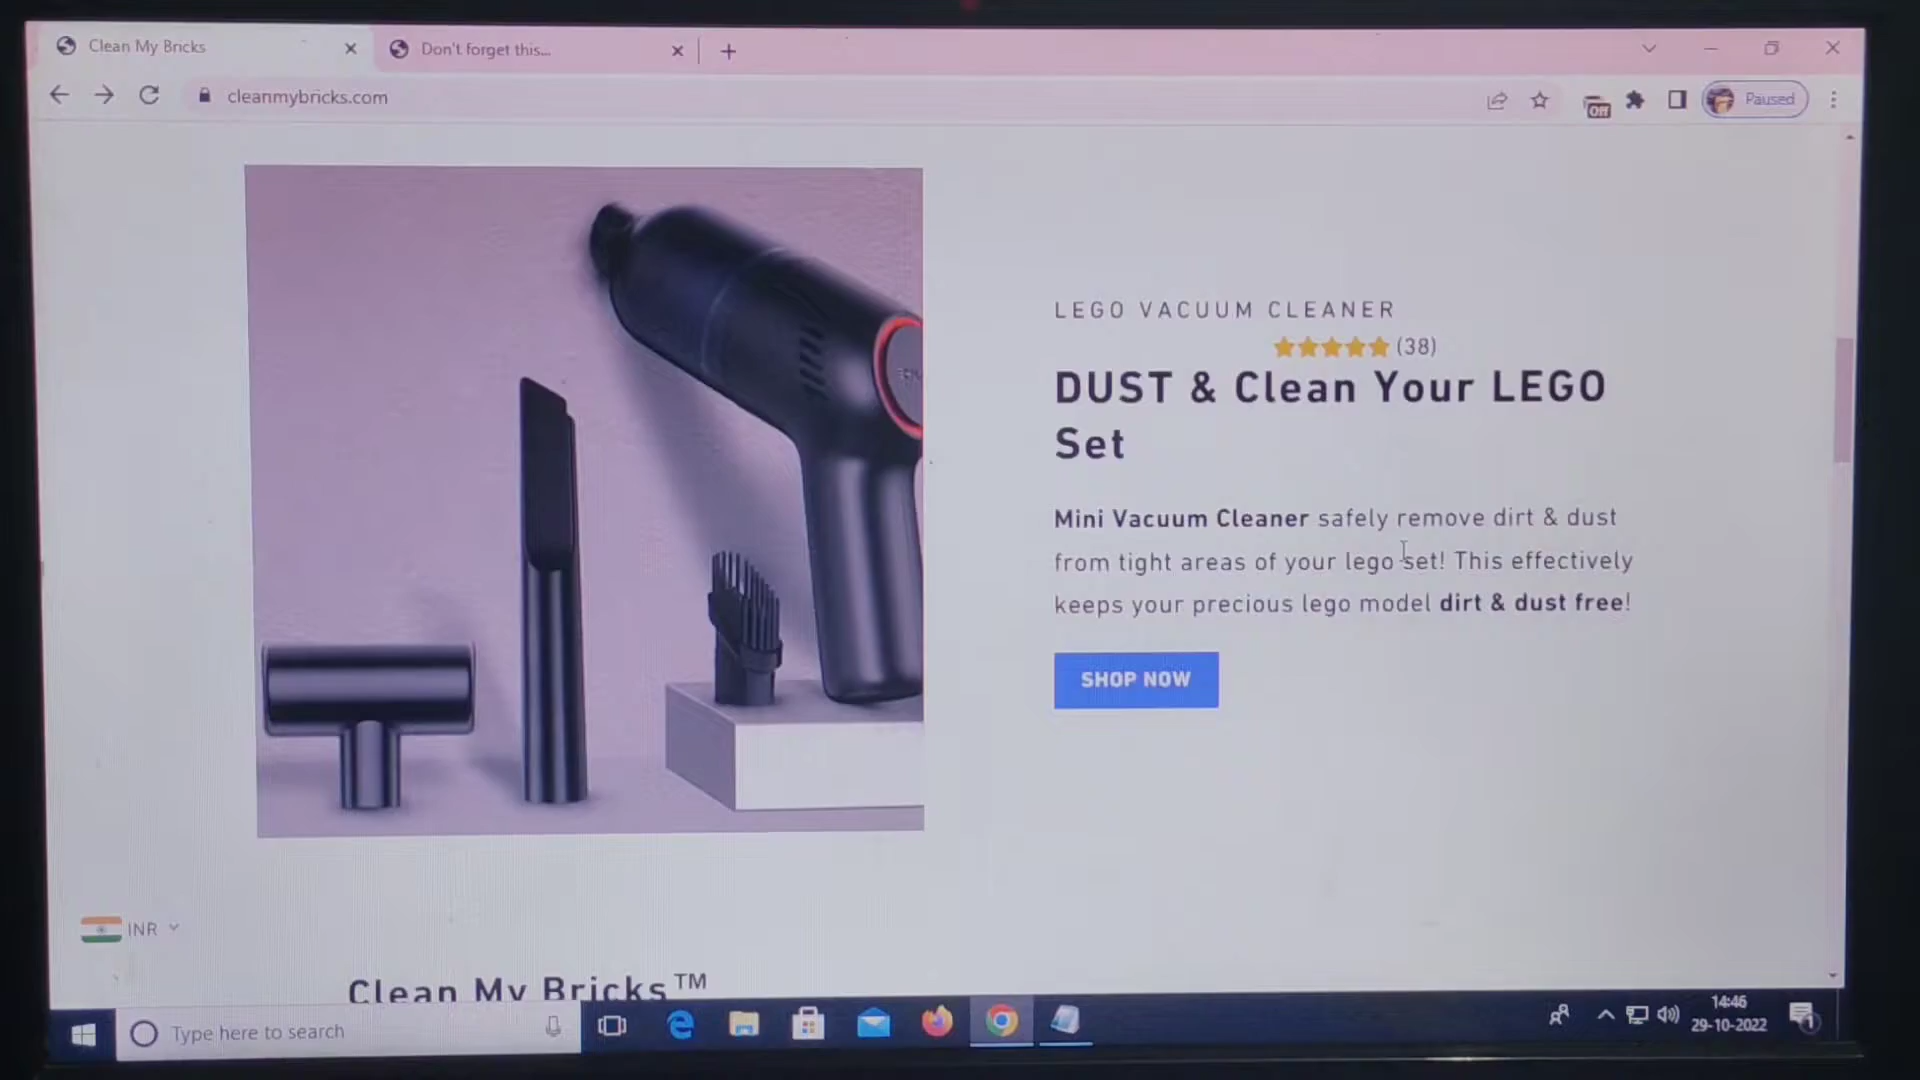 Clean My Bricks
Don't forget this...
cleanmybricks.com
Off
Paused
LEGO VACUUM CLEANER
(38)
DUST & Clean Your LEGO
Set
Mini Vacuum Cleaner safely remove dirt & dust
from tight areas of your lego set! This effectively
keeps your precious lego model dirt & dust free!
SHOP NOW
INR
Clean My Bricks™
Type here to search
14:46
29-10-2022
1